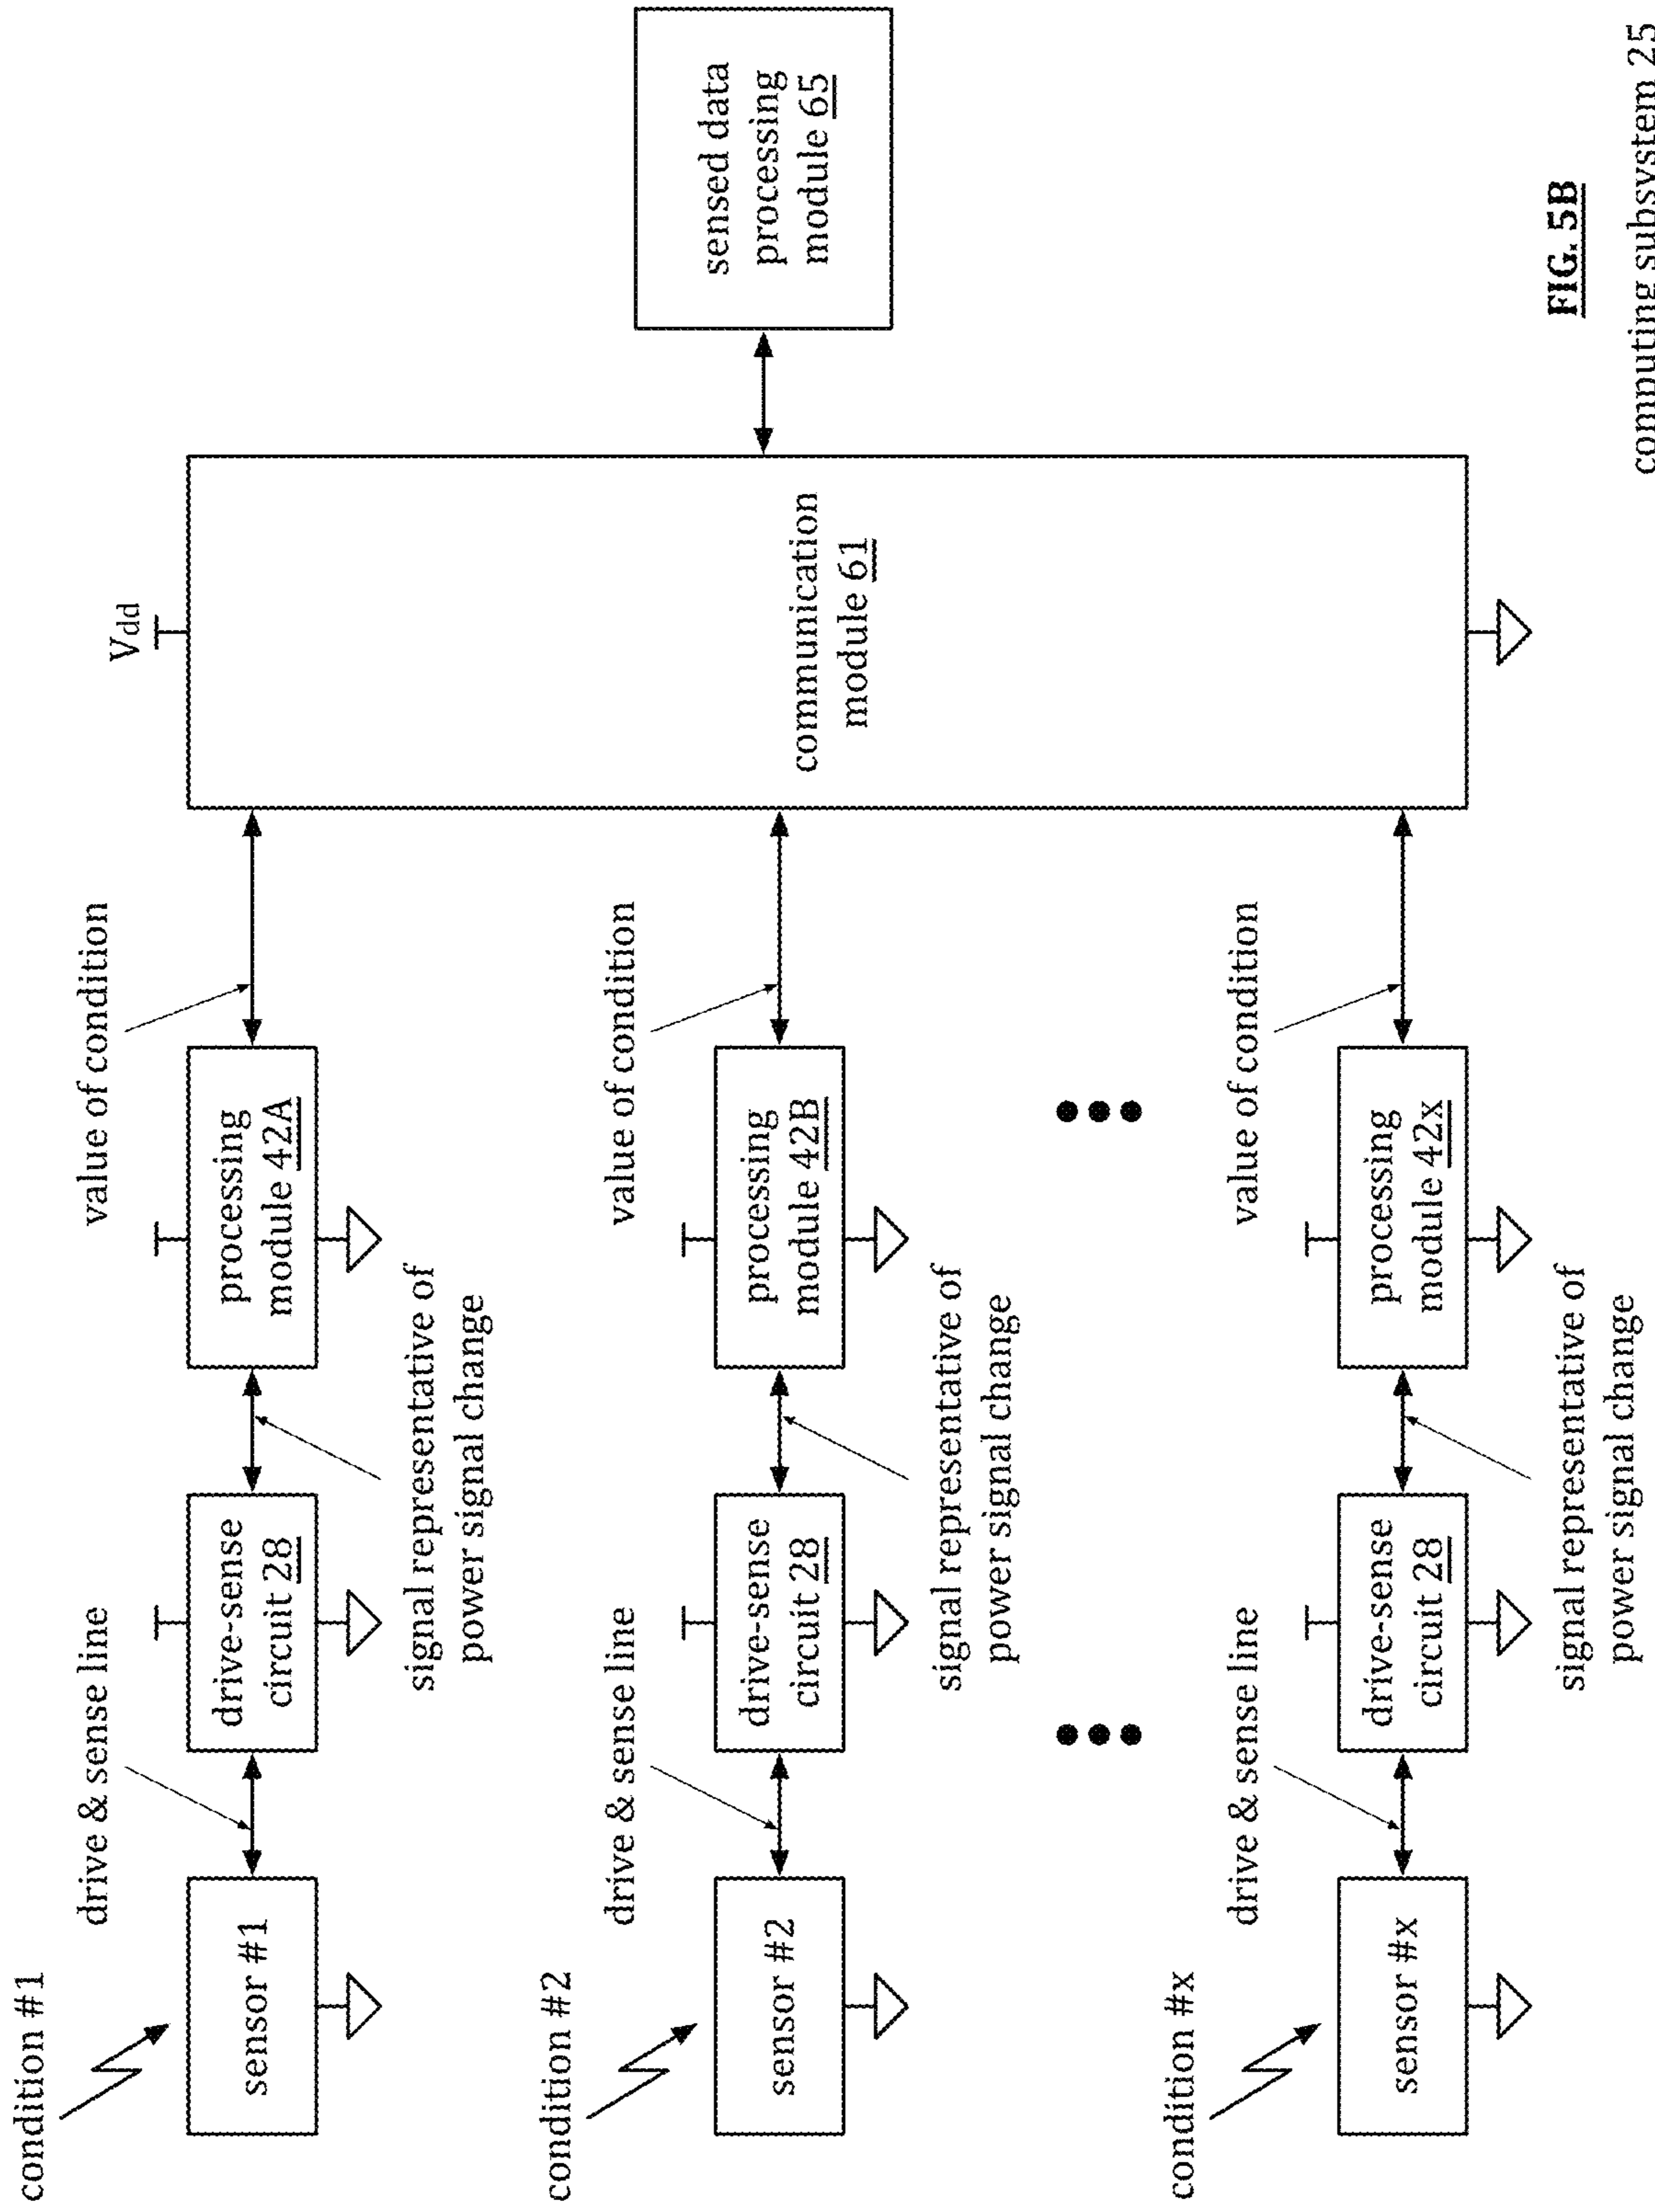 condition #1
drive & sense line
value of condition
Vdd
sensor #1
drive-sense
circuit 28
processing
module 42A
signal representative of
power signal change
condition #2
drive & sense line
value of condition
sensor #2
drive-sense
circuit 28
processing
module 42B
signal representative of
power signal change
communication
module 61
sensed data
processing
module 65
condition #x
drive & sense line
value of condition
sensor #x
drive-sense
circuit 28
processing
module 42x
signal representative of
power signal change
FIG. 5B
computing subsystem 25